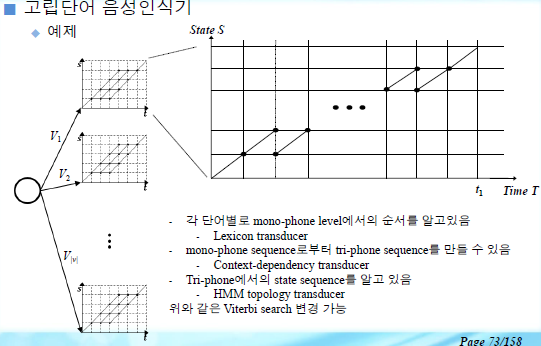 고립단어 음성인식기
예제
State S
s
t
V1
s
t
V2
t1 Time T
V|v|
s
t
- 각 단어별로 mono-phone level에서의 순서를 알고있음
- Lexicon transducer
- mono-phone sequence로부터 tri-phone sequence를 만들 수 있음
- Context-dependency transducer
- Tri-phone에서의 state sequence를 알고 있음
- HMM topology transducer
위와 같은 Viterbi search 변경 가능
Page 73/158